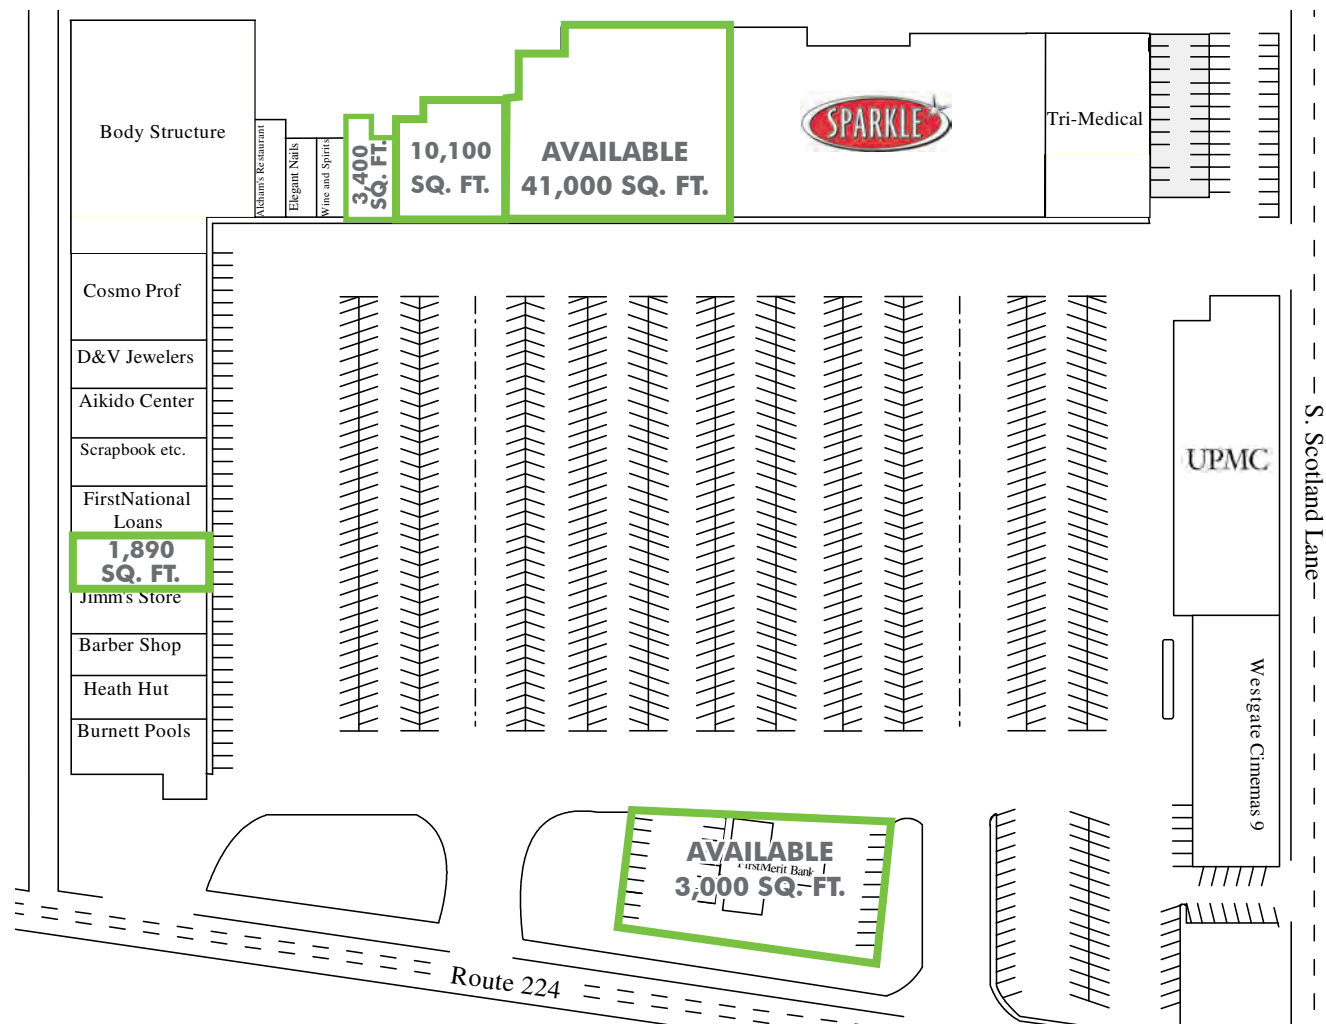 Body Structure
Alcham's Restaurant
Elegant Nails
Wine and Spirits
3,400
SQ. FT.
10,100
SQ. FT.
AVAILABLE
41,000 SQ. FT.
SPARKLE
Tri-Medical
Cosmo Prof
D&V Jewelers
Aikido Center
Scrapbook etc.
FirstNational
Loans
1,890
SQ. FT.
Jimm's Store
Barber Shop
Heath Hut
Burnett Pools
UPMC
S. Scotland Lane
Westgate Cimemas 9
AVAILABLE
FirstMerit Bank
3,000 SQ. FT.
Route 224